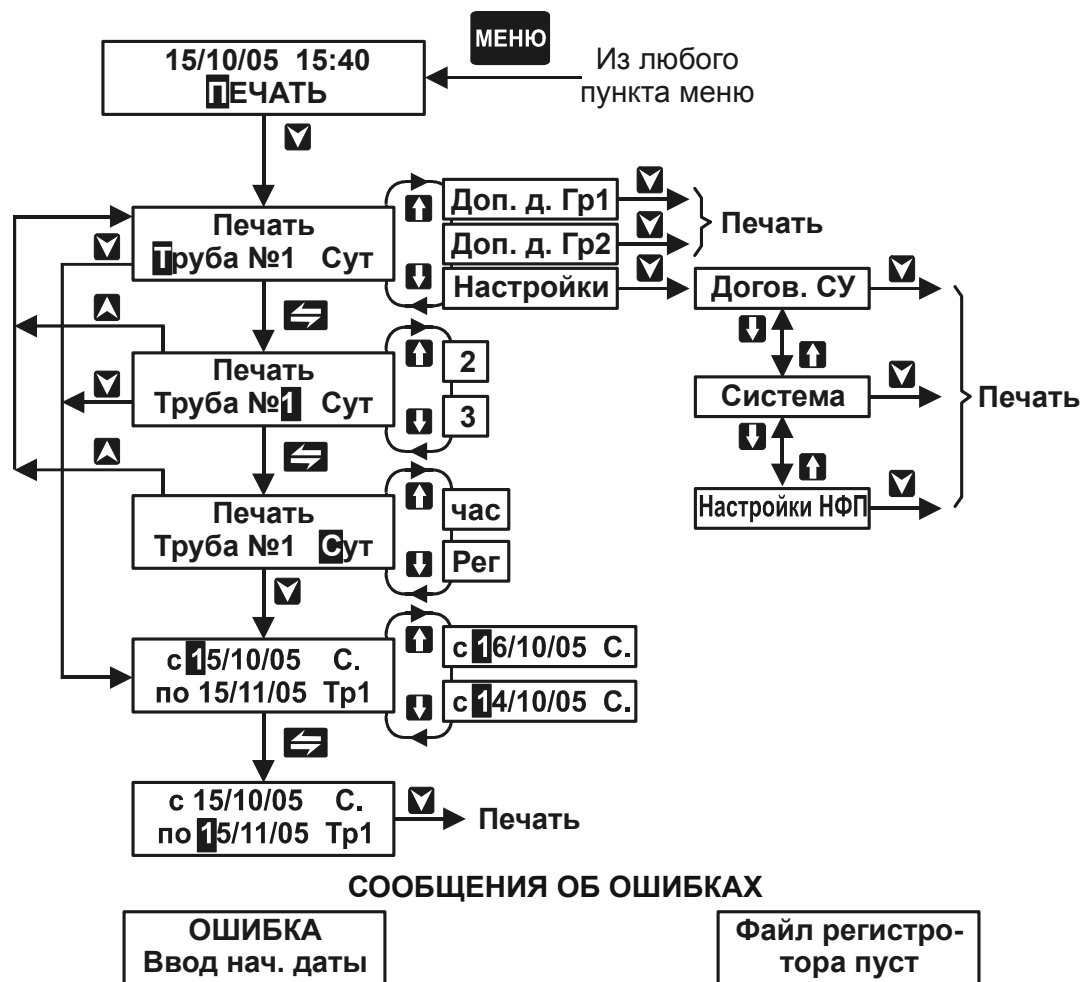 МЕНЮ
15/10/05 15:40
ПЕЧАТЬ
Из любого
пункта меню
Печать
Труба №1 Сут
Доп. д. Гр1
Доп. д. Гр2
Настройки
Печать
Догов. СУ
Система
Настройки НФП
Печать
Печать
Труба №1 Сут
2
3
Печать
Труба №1 Сут
час
Рег
с 15/10/05 С.
по 15/11/05 Тр1
с 16/10/05 С.
с 14/10/05 С.
с 15/10/05 С.
по 15/11/05 Тр1
Печать
СООБЩЕНИЯ ОБ ОШИБКАХ
ОШИБКА
Ввод нач. даты
Файл регистро-
тора пуст